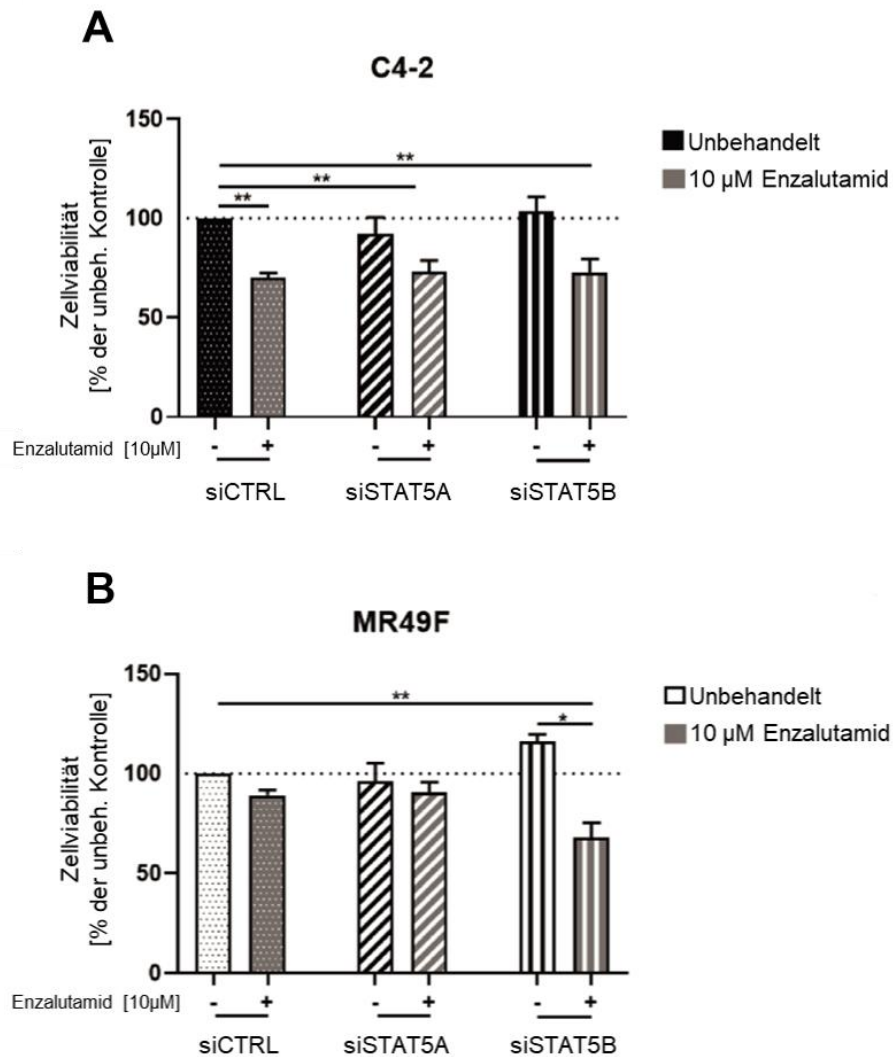 A
C4-2
150
100
50
0
Zellviabilität
[% der unbeh. Kontrolle]
**
**
**
Unbehandelt
10 µM Enzalutamid
Enzalutamid [10µM] - + - + - +
siCTRL siSTAT5A siSTAT5B
B
MR49F
150
100
50
0
Zellviabilität
[% der unbeh. Kontrolle]
**
*
Unbehandelt
10 µM Enzalutamid
Enzalutamid [10µM] - + - + - +
siCTRL siSTAT5A siSTAT5B